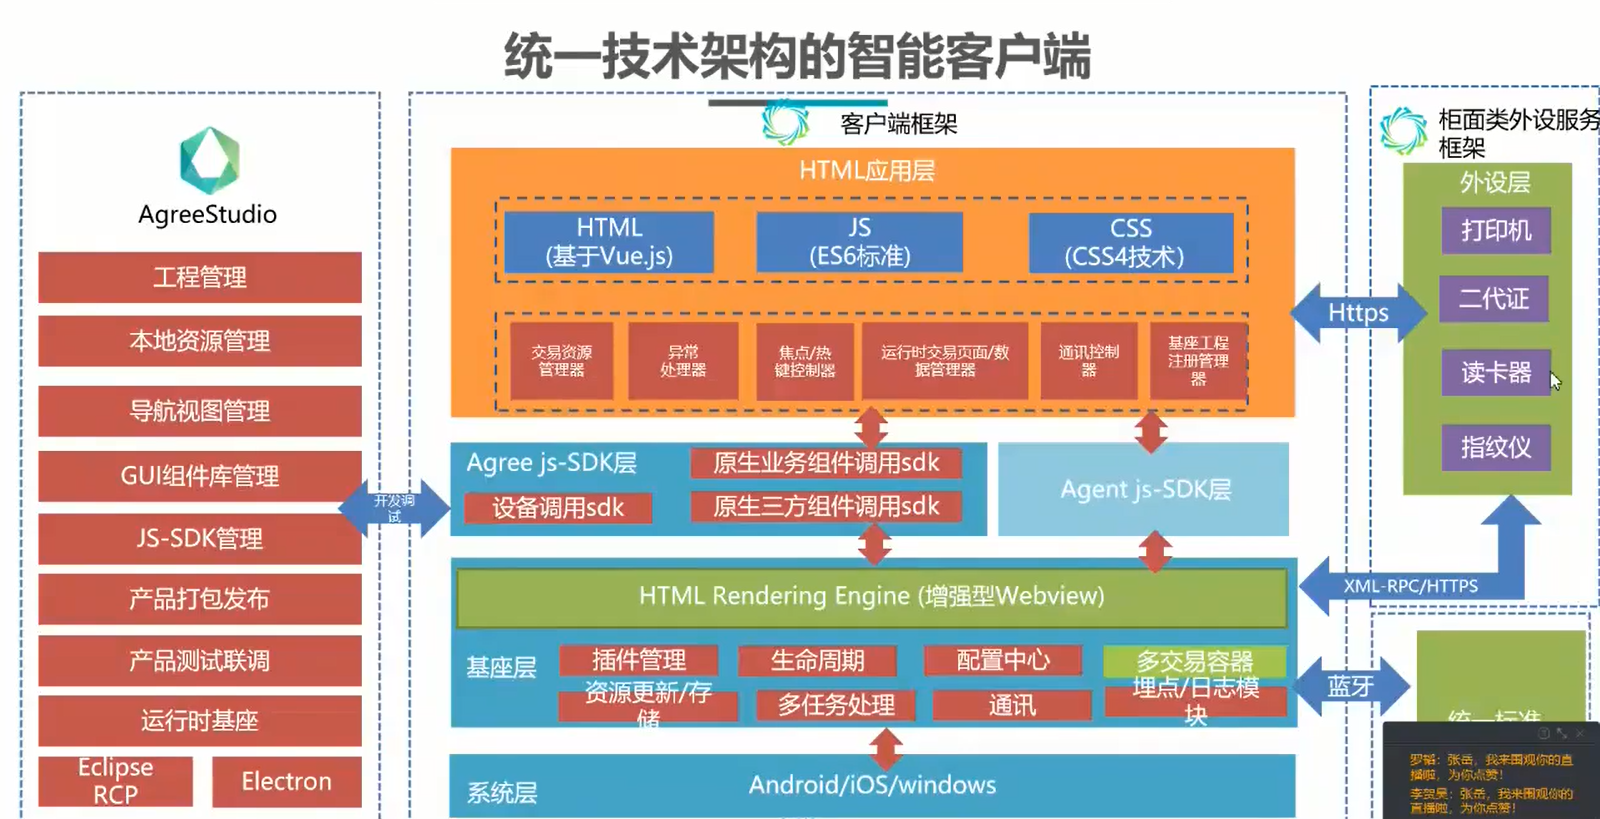 统一技术架构的智能客户端
AgreeStudio
工程管理
本地资源管理
导航视图管理
GUI组件库管理
JS-SDK管理
产品打包发布
产品测试联调
运行时基座
Eclipse
RCP
Electron
开发调
试
客户端框架
HTML应用层
HTML
(基于Vue.js)
JS
(ES6标准)
CSS
(CSS4技术)
交易资源
管理器
异常
处理器
焦点/热
键控制器
运行时交易页面/数
据管理器
通讯控制
器
基座工程
注册管理
器
Agree js-SDK层
设备调用sdk
原生业务组件调用sdk
原生三方组件调用sdk
Agent js-SDK层
HTML Rendering Engine (增强型Webview)
基座层
插件管理
生命周期
配置中心
多交易容器
资源更新/存
储
多任务处理
通讯
埋点/日志模
块
系统层
Android/iOS/windows
Https
XML-RPC/HTTPS
蓝牙
柜面类外设服务
框架
外设层
打印机
二代证
读卡器
指纹仪
统一标准
罗韬：张岳，我来围观你的直
播啦，为你点赞！
李贺昊：张岳，我来围观你的
直播啦，为你点赞！